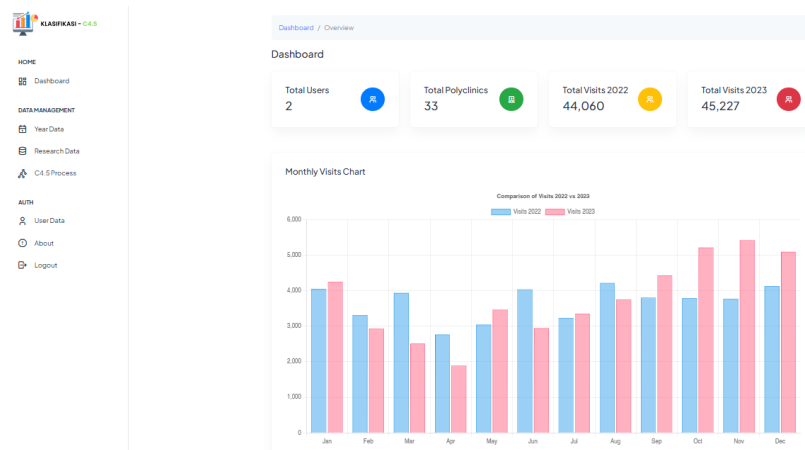 KLASIFIKASI - C4.5
HOME
Dashboard
DATA MANAGEMENT
Year Data
Research Data
C4.5 Process
AUTH
User Data
About
Logout
Dashboard / Overview
Dashboard
Total Users
2
Total Polyclinics
33
Total Visits 2022
44,060
Total Visits 2023
45,227
Monthly Visits Chart
Comparison of Visits 2022 vs 2023
Visits 2022 Visits 2023
6,000
5,000
4,000
3,000
2,000
1,000
0
Jan Feb Mar Apr May Jun Jul Aug Sep Oct Nov Dec